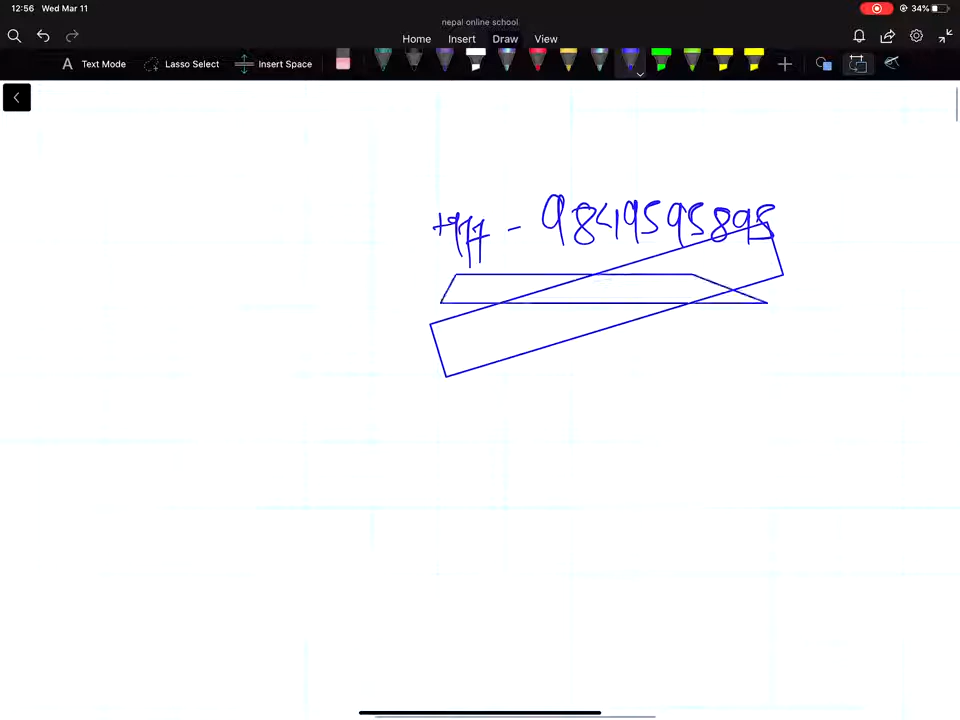 12:56 Wed Mar 11
34%
nepal online school
Home Insert Draw View
A Text Mode Lasso Select Insert Space
+977 - 9849595895